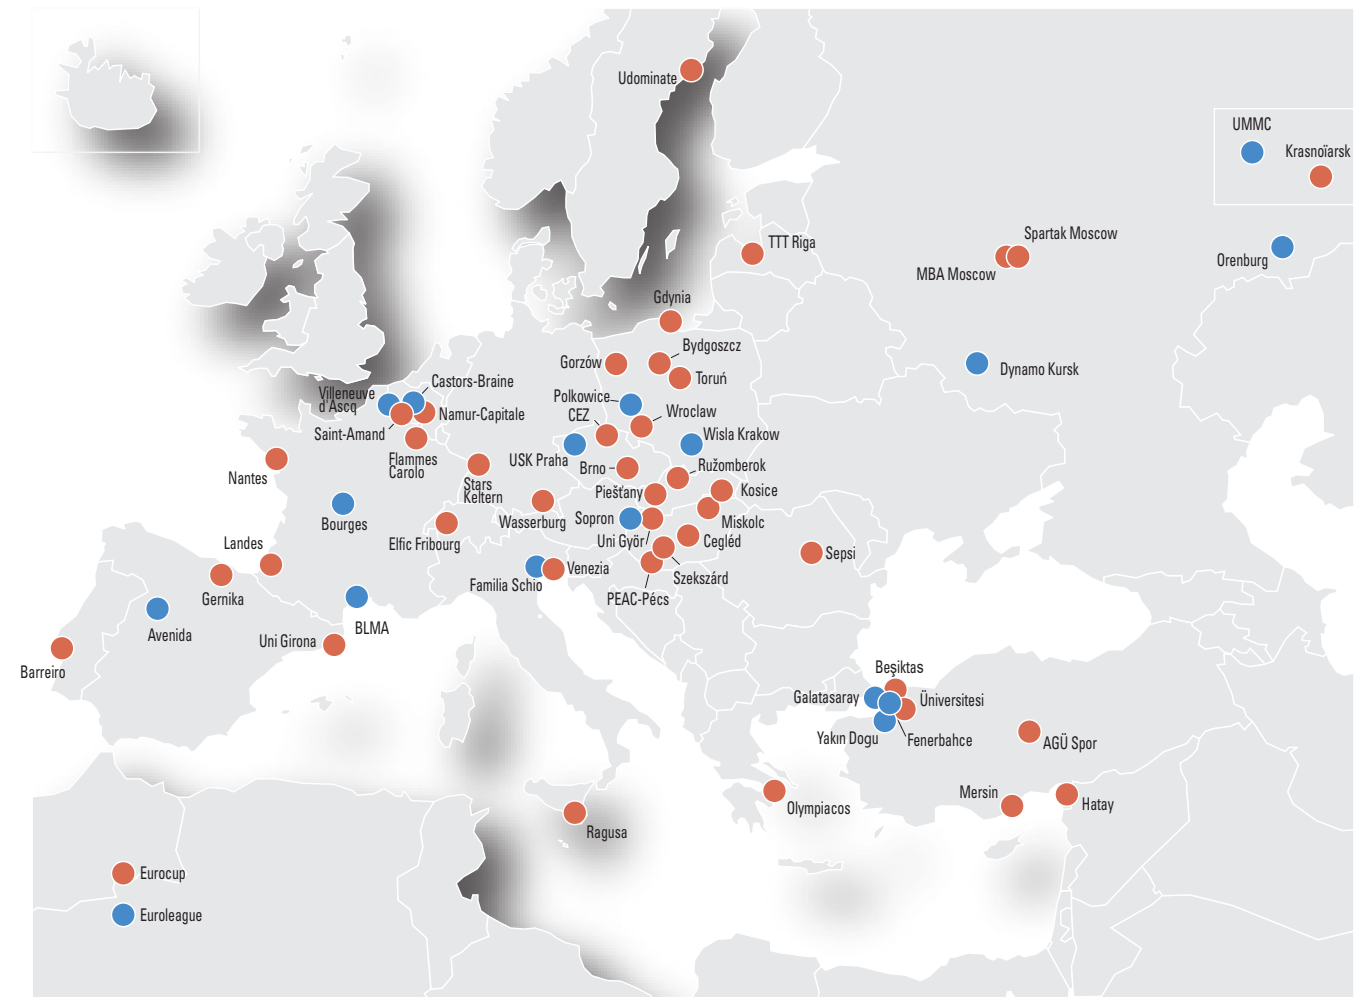 Udominate
UMMC
Krasnoïarsk
Spartak Moscow
TTT Riga
MBA Moscow
Orenburg
Gdynia
Bydgoszcz
Gorzów
Dynamo Kursk
Toruń
Castors-Braine
Villeneuve
d'Ascq
Polkowice
Namur-Capitale
CEZ
Wroclaw
Saint-Amand
Wisla Krakow
Flammes
Carolo
USK Praha
Brno
Ružomberok
Nantes
Stars
Keltern
Piešťany
Kosice
Bourges
Wasserburg
Sopron
Miskolc
Elfic Fribourg
Uni Györ
Cegléd
Landes
Sepsi
Venezia
Szekszárd
Familia Schio
Gernika
PEAC-Pécs
Avenida
BLMA
Uni Girona
Barreiro
Beşiktas
Galatasaray
Üniversitesi
Yakın Dogu
Fenerbahce
AGÜ Spor
Mersin
Hatay
Olympiacos
Ragusa
Eurocup
Euroleague